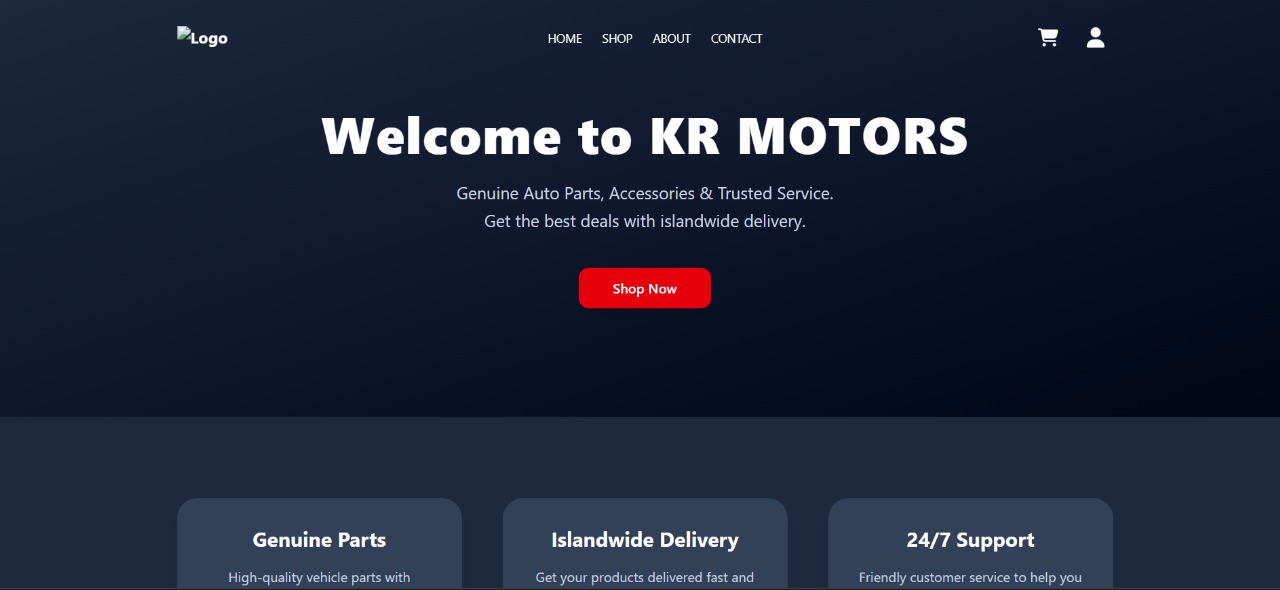 Logo
HOME SHOP ABOUT CONTACT
Welcome to KR MOTORS
Genuine Auto Parts, Accessories & Trusted Service.
Get the best deals with islandwide delivery.
Shop Now
Genuine Parts
High-quality vehicle parts with
Islandwide Delivery
Get your products delivered fast and
24/7 Support
Friendly customer service to help you